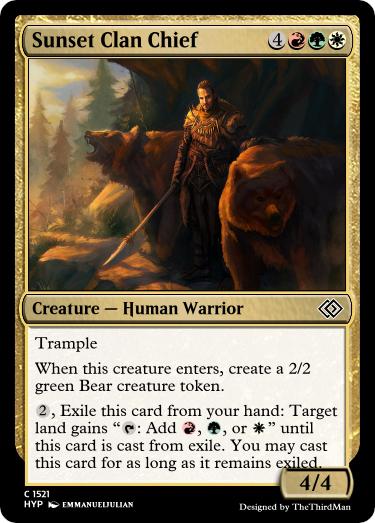 Sunset Clan Chief 4
Creature — Human Warrior
Trample
When this creature enters, create a 2/2
green Bear creature token.
2, Exile this card from your hand: Target
land gains “: Add , , or ” until
this card is cast from exile. You may cast
this card for as long as it remains exiled.
4/4
C 1521
HYP EMMANUELJULIAN
Designed by TheThirdMan